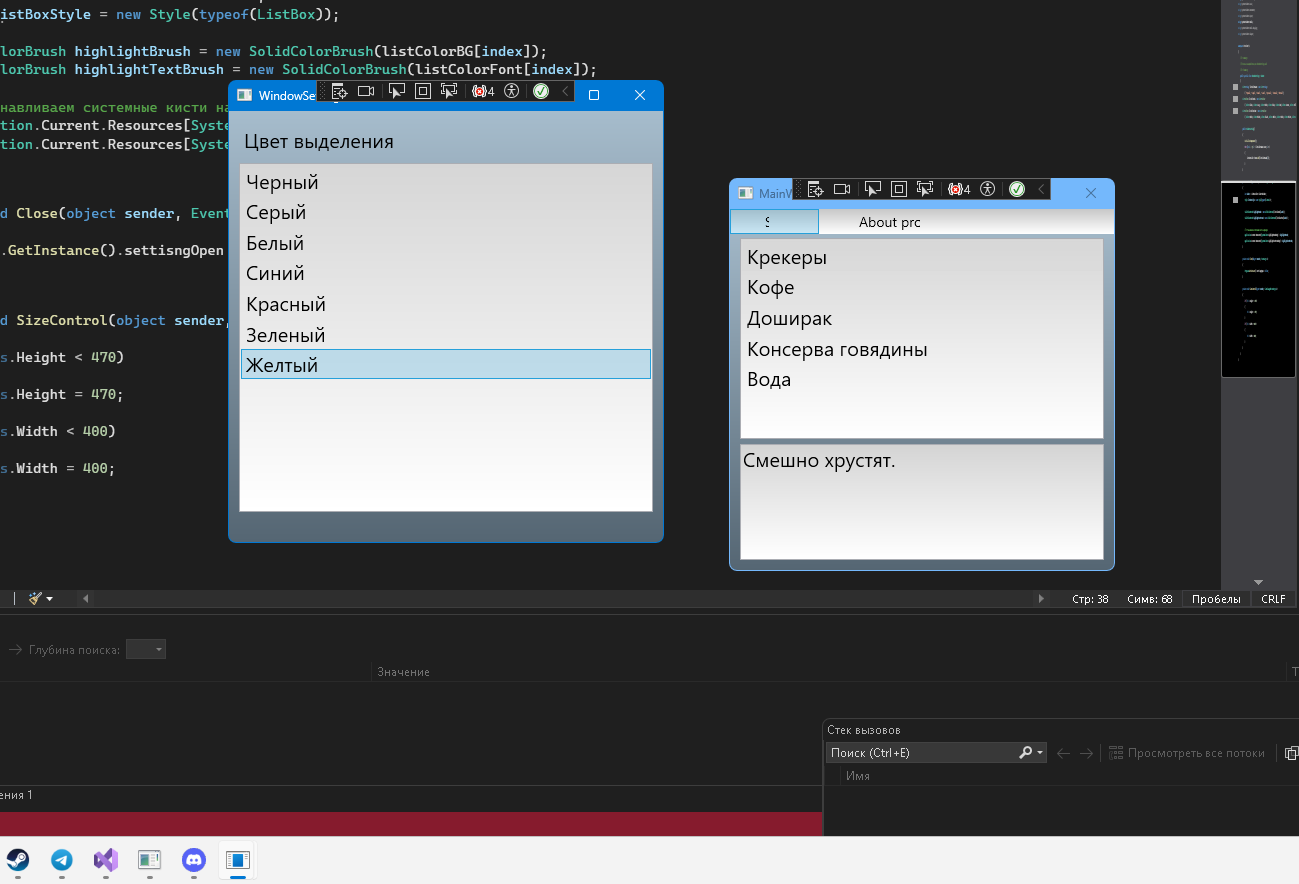 istBoxStyle = new Style(typeof(ListBox));
lorBrush highlightBrush = new SolidColorBrush(listColorBG[index]);
lorBrush highlightTextBrush = new SolidColorBrush(listColorFont[index]);
навливаем системные кисти на
tion.Current.Resources[Syste
tion.Current.Resources[Syste
d Close(object sender, Event
.GetInstance().settisngOpen
d SizeControl(object sender,
s.Height < 470)
s.Height = 470;
s.Width < 400)
s.Width = 400;
WindowSe
4
Цвет выделения
Черный
Серый
Белый
Синий
Красный
Зеленый
Желтый
MainW
4
About prc
Крекеры
Кофе
Доширак
Консерва говядины
Вода
Смешно хрустят.
Стр: 38 Симв: 68 Пробелы CRLF
Глубина поиска:
Значение
Т
Стек вызовов
Поиск (Ctrl+E) Просмотреть все потоки
Имя
ения 1